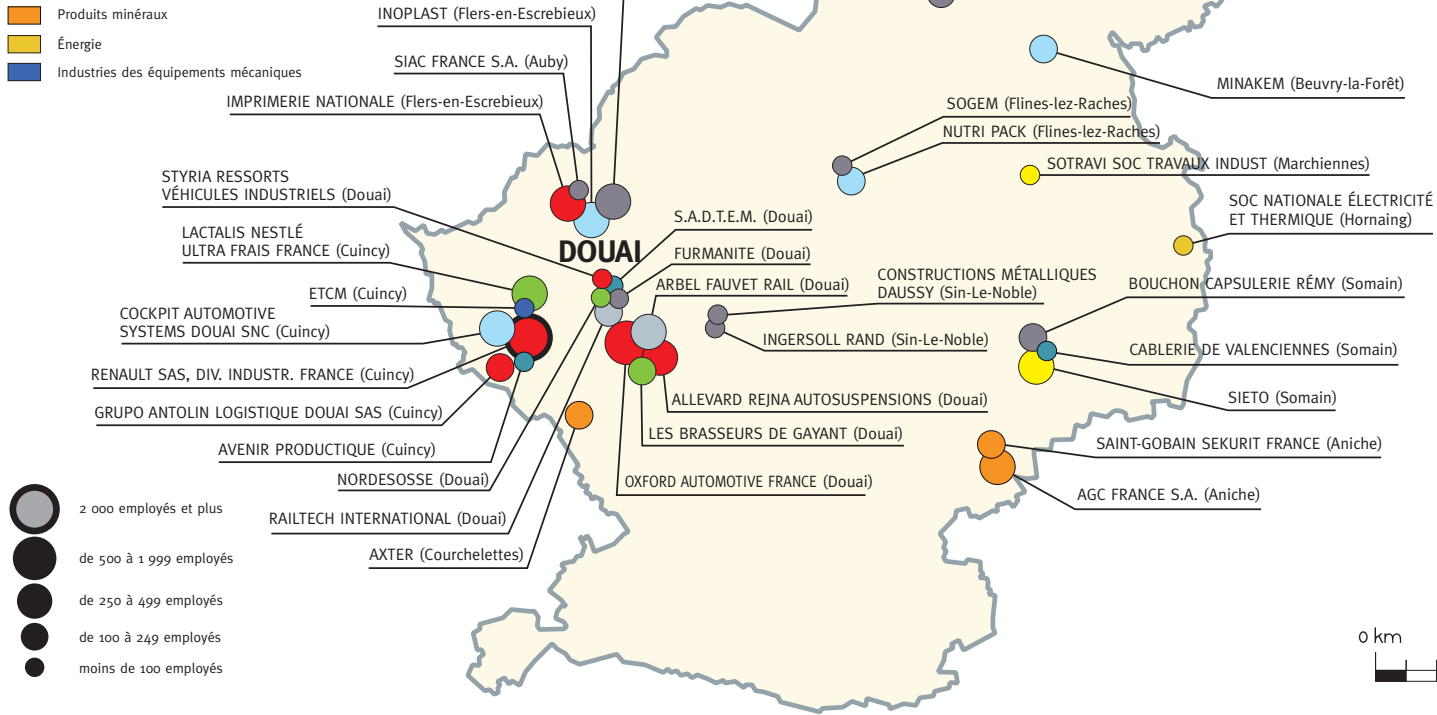 Produits minéraux
Énergie
Industries des équipements mécaniques
INOPLAST (Flers-en-Escrebieux)
SIAC FRANCE S.A. (Auby)
IMPRIMERIE NATIONALE (Flers-en-Escrebieux)
MINAKEM (Beuvry-la-Forêt)
SOGEM (Flines-lez-Raches)
NUTRI PACK (Flines-lez-Raches)
SOTRAVI SOC TRAVAUX INDUST (Marchiennes)
STYRIA RESSORTS
VÉHICULES INDUSTRIELS (Douai)
SOC NATIONALE ÉLECTRICITÉ
ET THERMIQUE (Hornaing)
LACTALIS NESTLÉ
ULTRA FRAIS FRANCE (Cuincy)
S.A.D.T.E.M. (Douai)
DOUAI
FURMANITE (Douai)
ARBEL FAUVET RAIL (Douai)
CONSTRUCTIONS MÉTALLIQUES
DAUSSY (Sin-Le-Noble)
BOUCHON CAPSULERIE RÉMY (Somain)
ETCM (Cuincy)
COCKPIT AUTOMOTIVE
SYSTEMS DOUAI SNC (Cuincy)
INGERSOLL RAND (Sin-Le-Noble)
CABLERIE DE VALENCIENNES (Somain)
RENAULT SAS, DIV. INDUSTR. FRANCE (Cuincy)
ALLEVARD REJNA AUTOSUSPENSIONS (Douai)
SIETO (Somain)
GRUPO ANTOLIN LOGISTIQUE DOUAI SAS (Cuincy)
LES BRASSEURS DE GAYANT (Douai)
SAINT-GOBAIN SEKURIT FRANCE (Aniche)
AVENIR PRODUCTIQUE (Cuincy)
NORDESOSSE (Douai)
OXFORD AUTOMOTIVE FRANCE (Douai)
AGC FRANCE S.A. (Aniche)
RAILTECH INTERNATIONAL (Douai)
AXTER (Courchelettes)
2 000 employés et plus
de 500 à 1 999 employés
de 250 à 499 employés
de 100 à 249 employés
moins de 100 employés
0 km